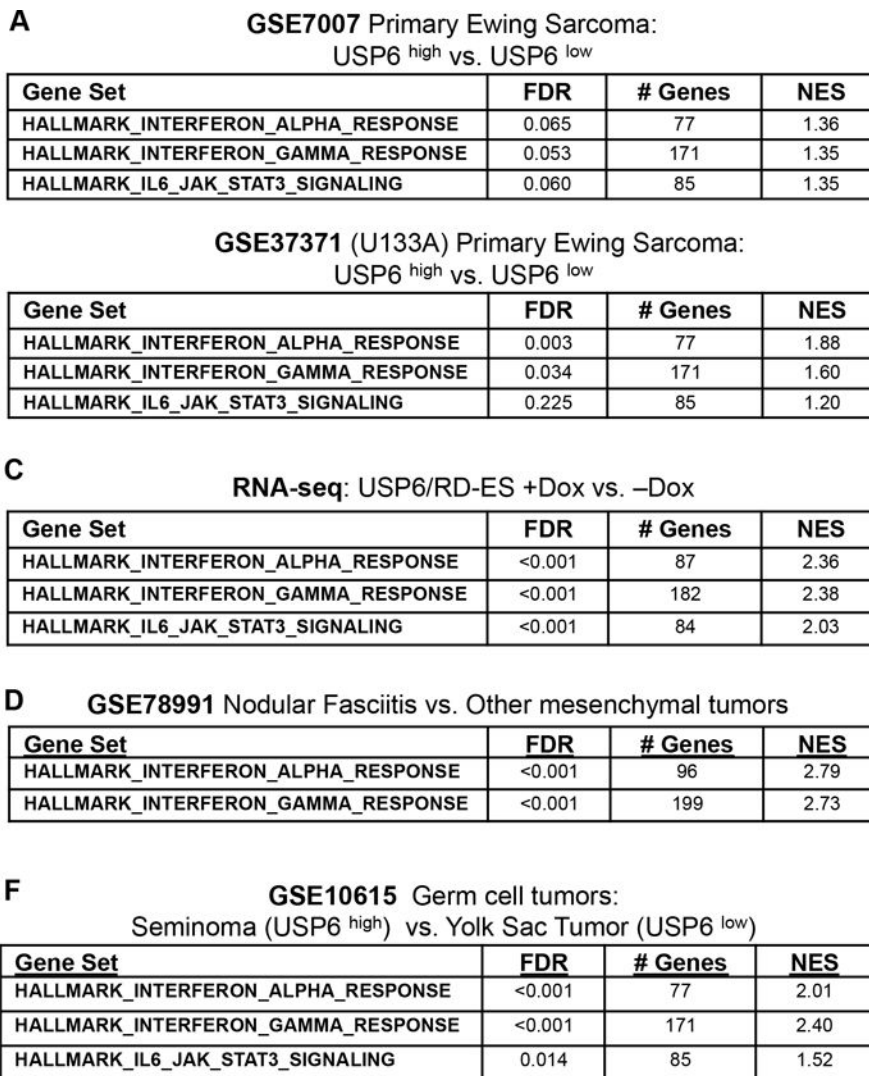 A
GSE7007 Primary Ewing Sarcoma:
USP6 high vs. USP6 low
Gene Set FDR # Genes NES
HALLMARK_INTERFERON_ALPHA_RESPONSE 0.065 77 1.36
HALLMARK_INTERFERON_GAMMA_RESPONSE 0.053 171 1.35
HALLMARK_IL6_JAK_STAT3_SIGNALING 0.060 85 1.35
GSE37371 (U133A) Primary Ewing Sarcoma:
USP6 high vs. USP6 low
Gene Set FDR # Genes NES
HALLMARK_INTERFERON_ALPHA_RESPONSE 0.003 77 1.88
HALLMARK_INTERFERON_GAMMA_RESPONSE 0.034 171 1.60
HALLMARK_IL6_JAK_STAT3_SIGNALING 0.225 85 1.20
C
RNA-seq: USP6/RD-ES +Dox vs. –Dox
Gene Set FDR # Genes NES
HALLMARK_INTERFERON_ALPHA_RESPONSE <0.001 87 2.36
HALLMARK_INTERFERON_GAMMA_RESPONSE <0.001 182 2.38
HALLMARK_IL6_JAK_STAT3_SIGNALING <0.001 84 2.03
D GSE78991 Nodular Fasciitis vs. Other mesenchymal tumors
Gene Set FDR # Genes NES
HALLMARK_INTERFERON_ALPHA_RESPONSE <0.001 96 2.79
HALLMARK_INTERFERON_GAMMA_RESPONSE <0.001 199 2.73
F
GSE10615 Germ cell tumors:
Seminoma (USP6 high) vs. Yolk Sac Tumor (USP6 low)
Gene Set FDR # Genes NES
HALLMARK_INTERFERON_ALPHA_RESPONSE <0.001 77 2.01
HALLMARK_INTERFERON_GAMMA_RESPONSE <0.001 171 2.40
HALLMARK_IL6_JAK_STAT3_SIGNALING 0.014 85 1.52